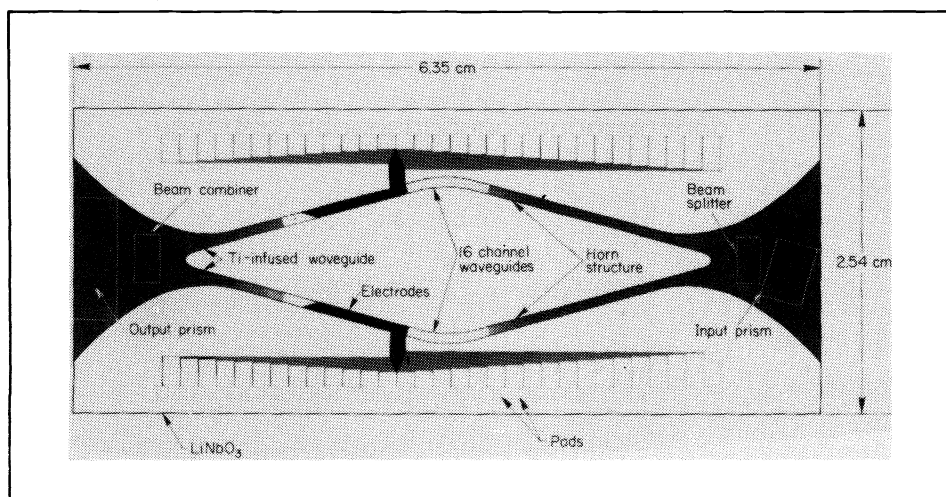 6.35 cm
Beam combiner
Beam
splitter
Ti-infused waveguide
16 channel
waveguides
Horn
structure
2.54 cm
Electrodes
Output prism
Input prism
LiNbO3
Pads